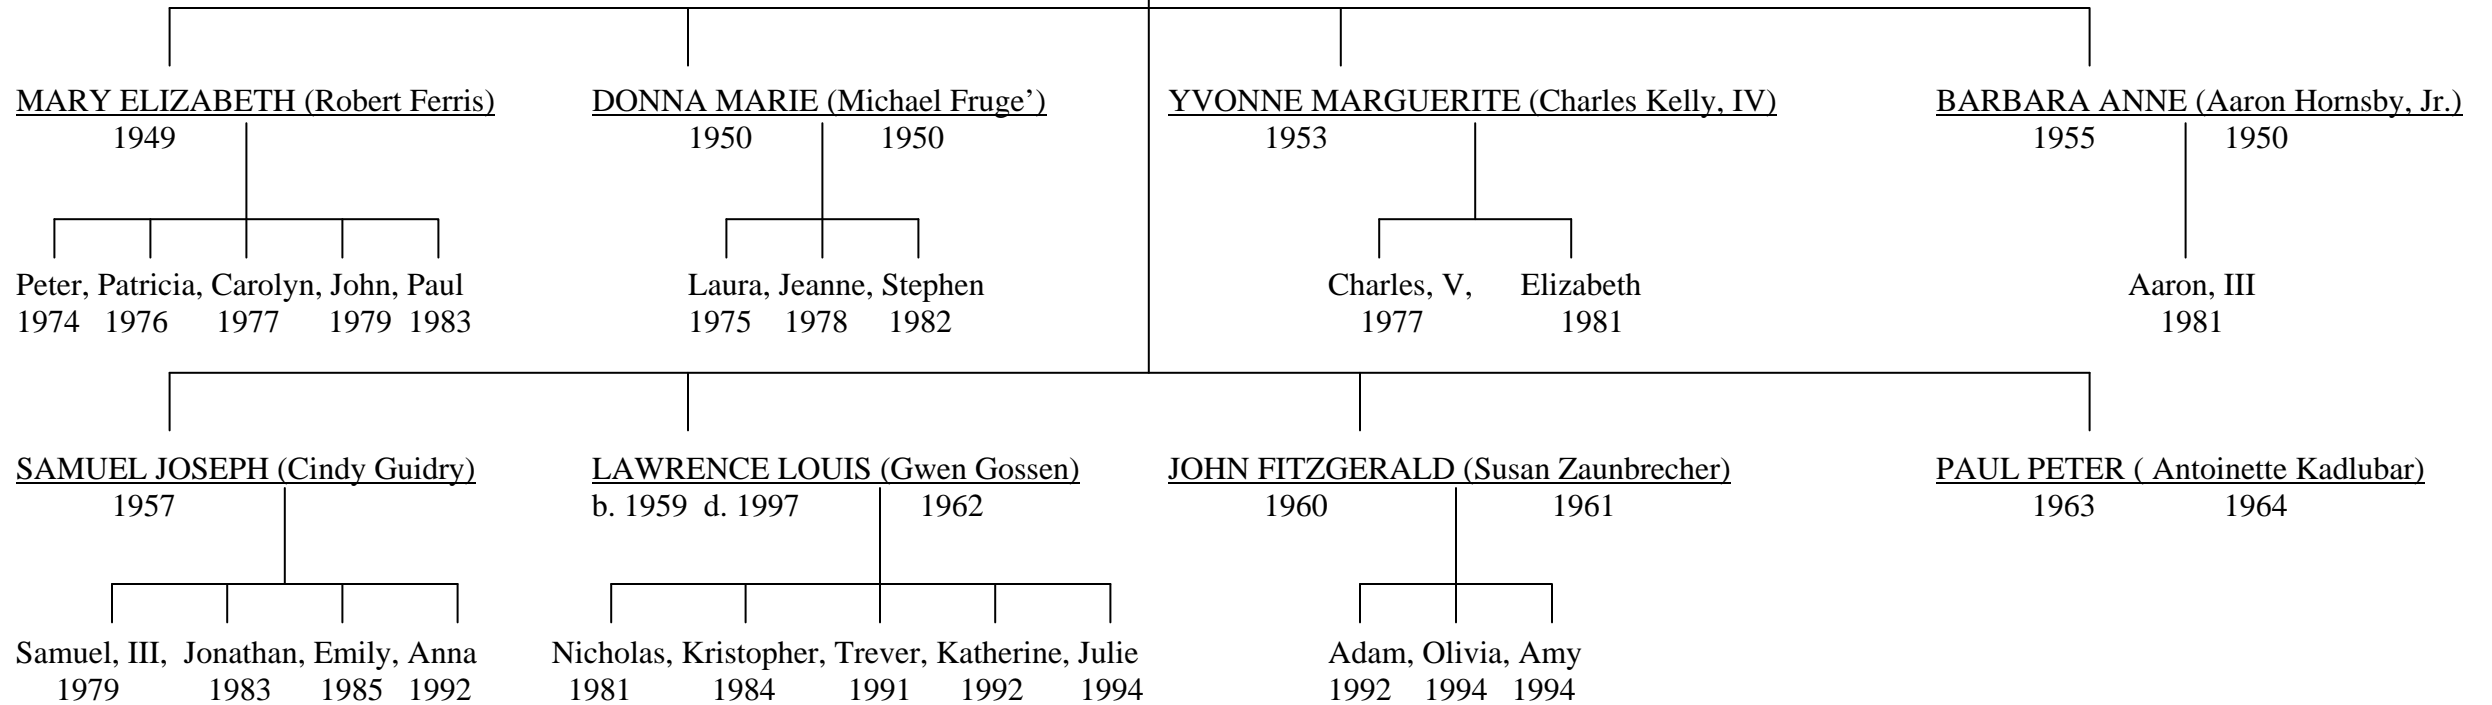 MARY ELIZABETH (Robert Ferris) DONNA MARIE (Michael Fruge’) YVONNE MARGUERITE (Charles Kelly, IV) BARBARA ANNE (Aaron Hornsby, Jr.)
1949 1950 1950 1953 1955 1950
Peter, Patricia, Carolyn, John, Paul Laura, Jeanne, Stephen Charles, V, Elizabeth Aaron, III
1974 1976 1977 1979 1983 1975 1978 1982 1977 1981 1981
SAMUEL JOSEPH (Cindy Guidry) LAWRENCE LOUIS (Gwen Gossen) JOHN FITZGERALD (Susan Zaunbrecher) PAUL PETER ( Antoinette Kadlubar)
1957 b. 1959 d. 1997 1962 1960 1961 1963 1964
Samuel, III, Jonathan, Emily, Anna Nicholas, Kristopher, Trever, Katherine, Julie Adam, Olivia, Amy
1979 1983 1985 1992 1981 1984 1991 1992 1994 1992 1994 1994